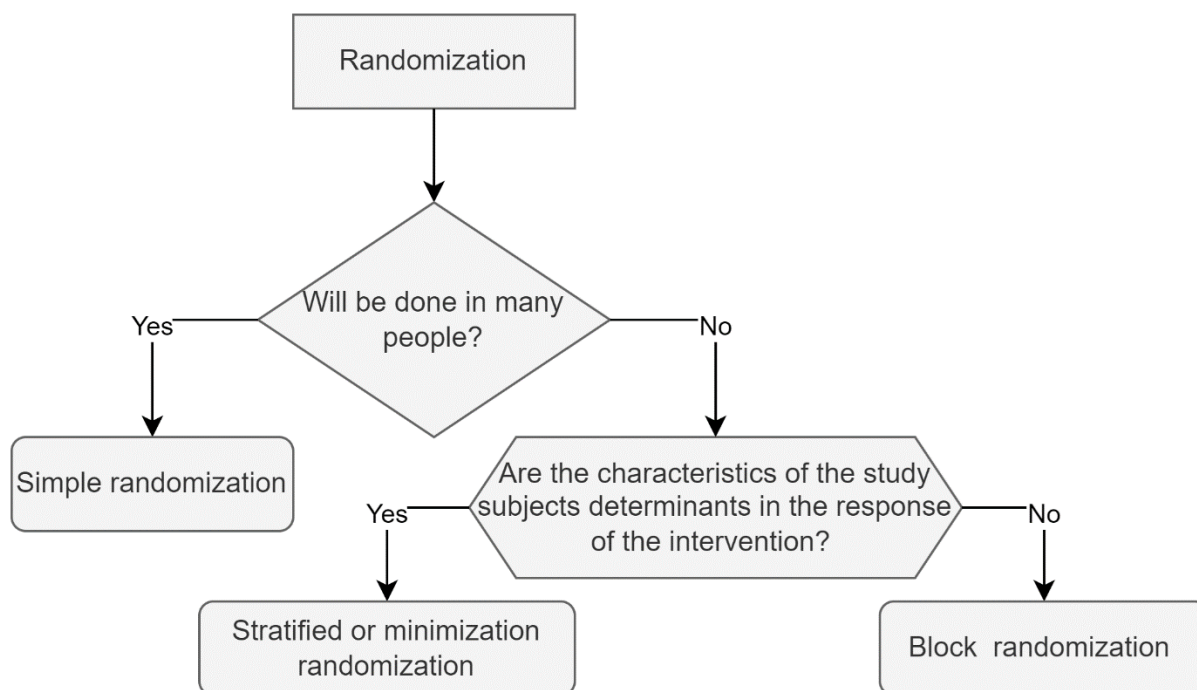 Randomization
Will be done in many
people?
Yes
No
Simple randomization
Are the characteristics of the study
subjects determinants in the response
of the intervention?
Yes
No
Stratified or minimization
randomization
Block  randomization